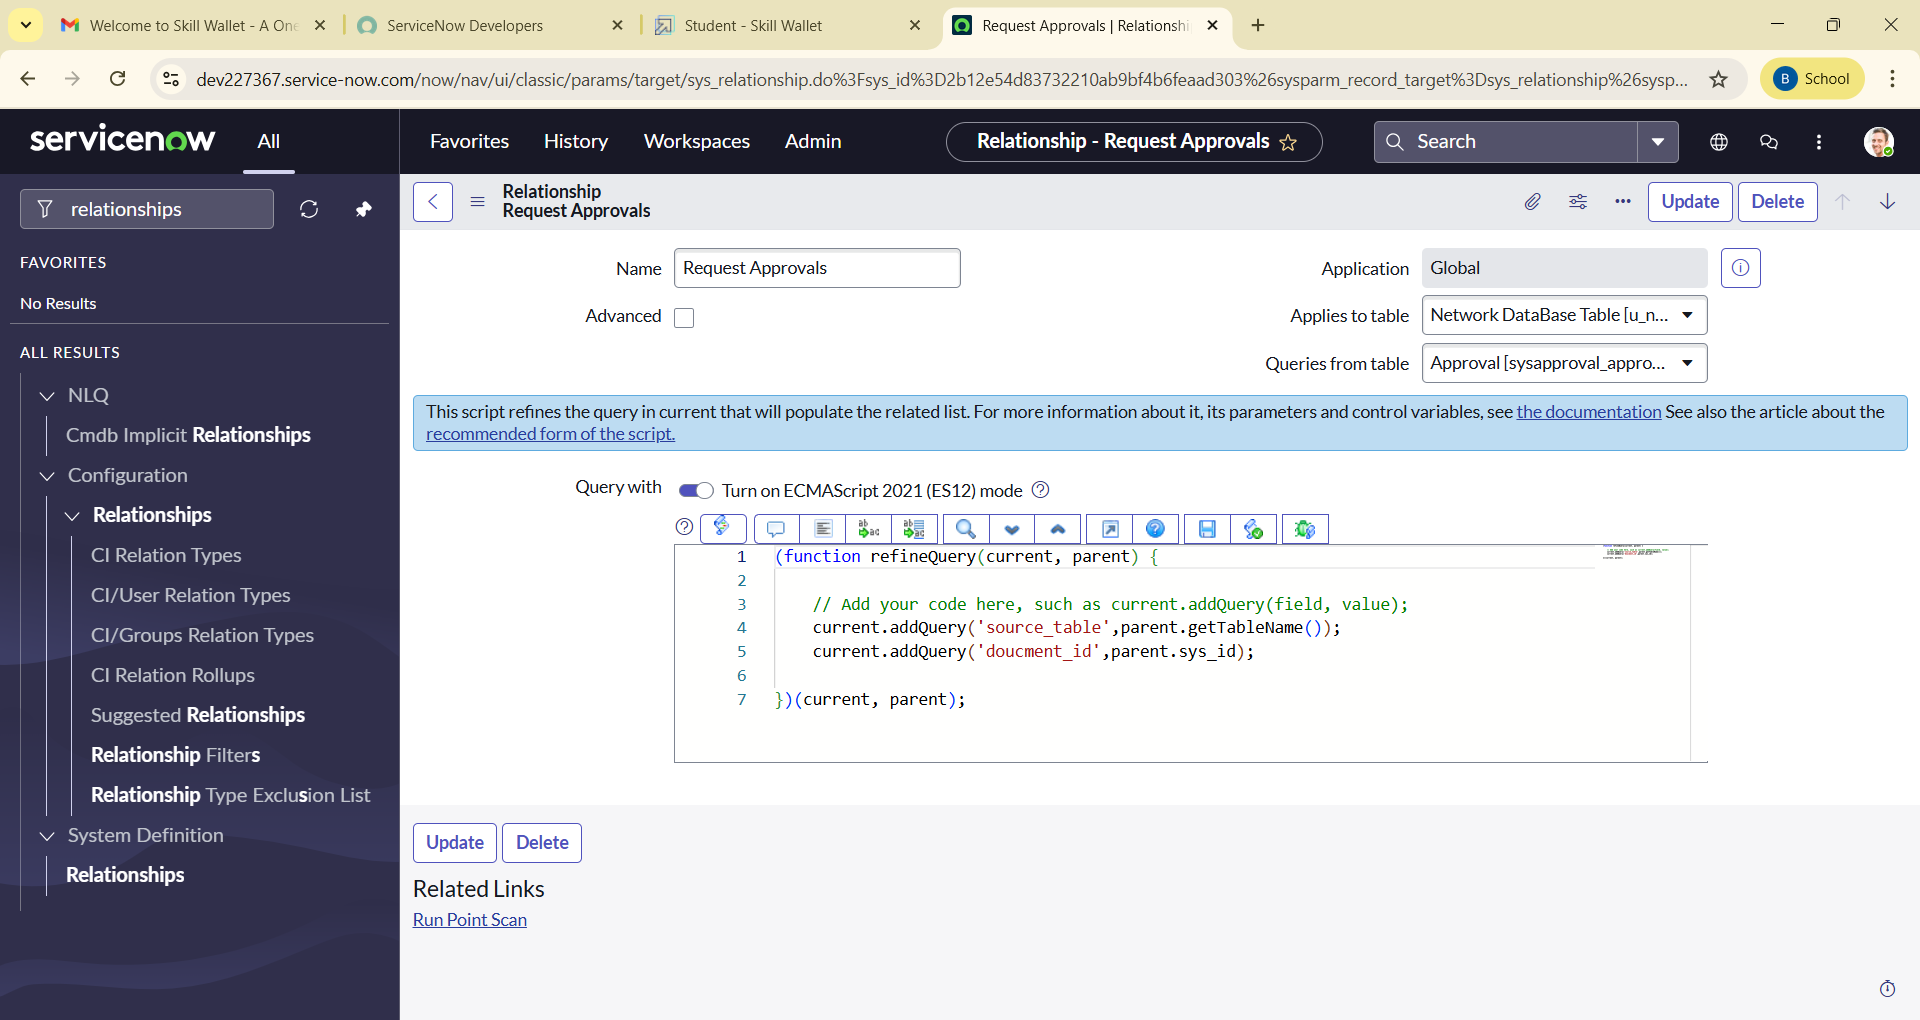 Welcome to Skill Wallet - A One
ServiceNow Developers
Student - Skill Wallet
Request Approvals | Relationshi
dev227367.service-now.com/now/nav/ui/classic/params/target/sys_relationship.do%3Fsys_id%3D2b12e54d83732210ab9bf4b6feaad303%26sysparm_record_target%3Dsys_relationship%26sysp...
B School
servicenow
All
Favorites
History
Workspaces
Admin
Relationship - Request Approvals
Search
relationships
FAVORITES
No Results
ALL RESULTS
NLQ
Cmdb Implicit Relationships
Configuration
Relationships
CI Relation Types
CI/User Relation Types
CI/Groups Relation Types
CI Relation Rollups
Suggested Relationships
Relationship Filters
Relationship Type Exclusion List
System Definition
Relationships
Relationship
Request Approvals
Update
Delete
Name
Request Approvals
Application
Global
Advanced
Applies to table
Network DataBase Table [u_n...
Queries from table
Approval [sysapproval_appro...
This script refines the query in current that will populate the related list. For more information about it, its parameters and control variables, see the documentation See also the article about the
recommended form of the script.
Query with
Turn on ECMAScript 2021 (ES12) mode
1 (function refineQuery(current, parent) {
2
3 // Add your code here, such as current.addQuery(field, value);
4 current.addQuery('source_table',parent.getTableName());
5 current.addQuery('doucment_id',parent.sys_id);
6
7 })(current, parent);
Update
Delete
Related Links
Run Point Scan